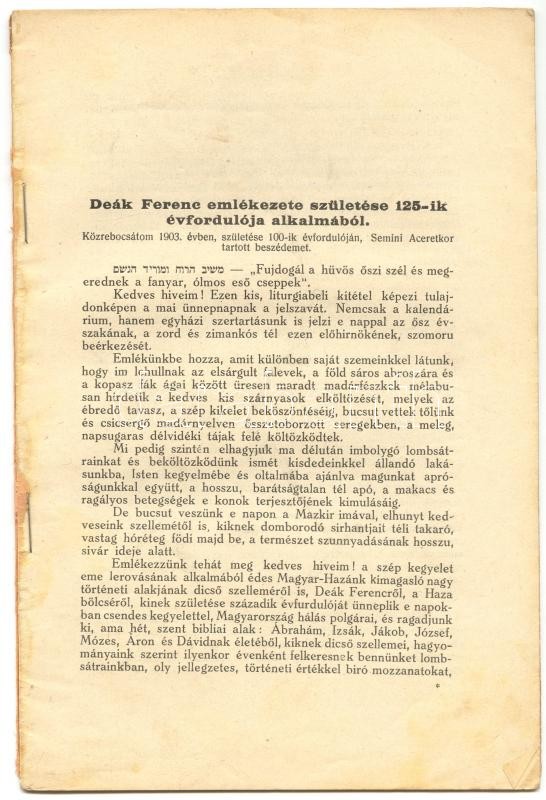 Deák Ferenc emlékezete születése 125-ik
évfordulója alkalmából.
Közrebocsátom 1903. évben, születése 100-ik évfordulóján, Semini Aceretkor
tartott beszédemet.
משיב הרוח ומוריד הגשם — „Fujdogál a hüvös őszi szél és meg-
erednek a fanyar, ólmos eső cseppek“.
Kedves hiveim! Ezen kis, liturgiabeli kitétel képezi tulaj-
donképen a mai ünnepnapnak a jelszavát. Nemcsak a kalendá-
rium, hanem egyházi szertartásunk is jelzi e nappal az ősz év-
szakának, a zord és zimankós tél ezen előhirnökének, szomoru
beérkezését.
Emlékünkbe hozza, amit különben saját szemeinkkel látunk,
hogy im lehullnak az elsárgult falevek, a föld sáros abroszára és
a kopasz fák ágai között üresen maradt madárfészkek mélabu-
san hirdetik a kedves kis szárnyasok elköltözését, melyek az
ébredő tavasz, a szép kikelet beköszöntéséig, bucsut vettek tőlünk
és csicsergő madárnyelven összetoborzott seregekben, a meleg,
napsugaras délvidéki tájak felé költözködtek.
Mi pedig szintén elhagyjuk ma délután imbolygó lombsát-
rainkat és beköltözködünk ismét kisdedeinkkel állandó laká-
sunkba, Isten kegyelmébe és oltalmába ajánlva magunkat apró-
ságunkkal együtt, a hosszu, barátságtalan tél apó, a makacs és
ragályos betegségek e konok terjesztőjének kimulásáig.
De bucsut veszünk e napon a Mazkir imával, elhunyt ked-
veseink szellemétől is, kiknek domborodó sirhantjait téli takaró,
vastag hóréteg födi majd be, a természet szunnyadásának hosszu,
sivár ideje alatt.
Emlékezzünk tehát meg kedves hiveim! a szép kegyelet
eme lerovásának alkalmából édes Magyar-Hazánk kimagasló nagy
történeti alakjának dicső szelleméről is, Deák Ferencről, a Haza
bölcséről, kinek születése századik évfurduláját ünneplik e napok-
ban csendes kegyelettel, Magyarország hálás polgárai, és ragadjunk
ki, ama hét, szent bibliai alak: Ábrahám, Izsák, Jákob, József,
Mózes, Áron és Dávidnak életéből, kiknek dicső szellemei, hagyo-
mányaink szerint ilyenkor évenként felkeresnek bennünket lomb-
sátrainkban, oly jellegzetes, történeti értékkel biró mozzanatokat,
*